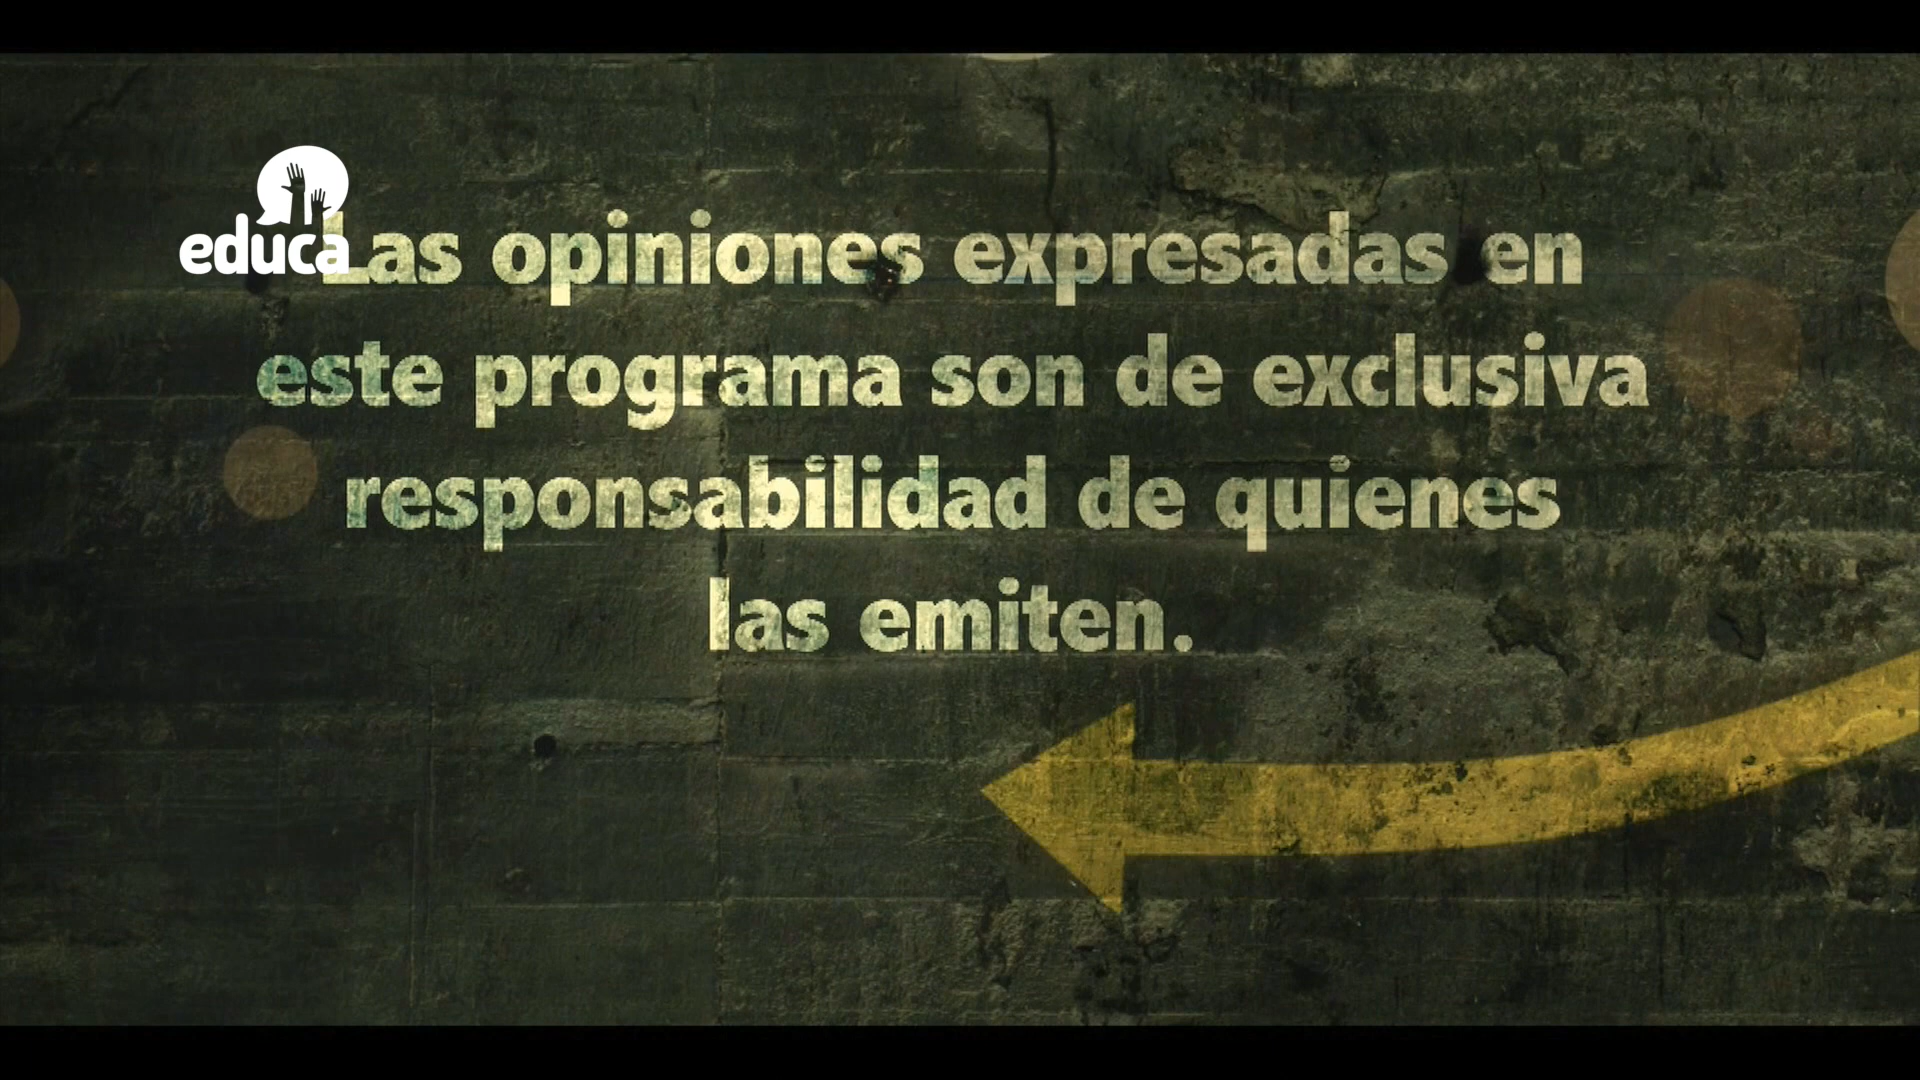 educa
Las opiniones expresadas en
este programa son de exclusiva
responsabilidad de quienes
las emiten.